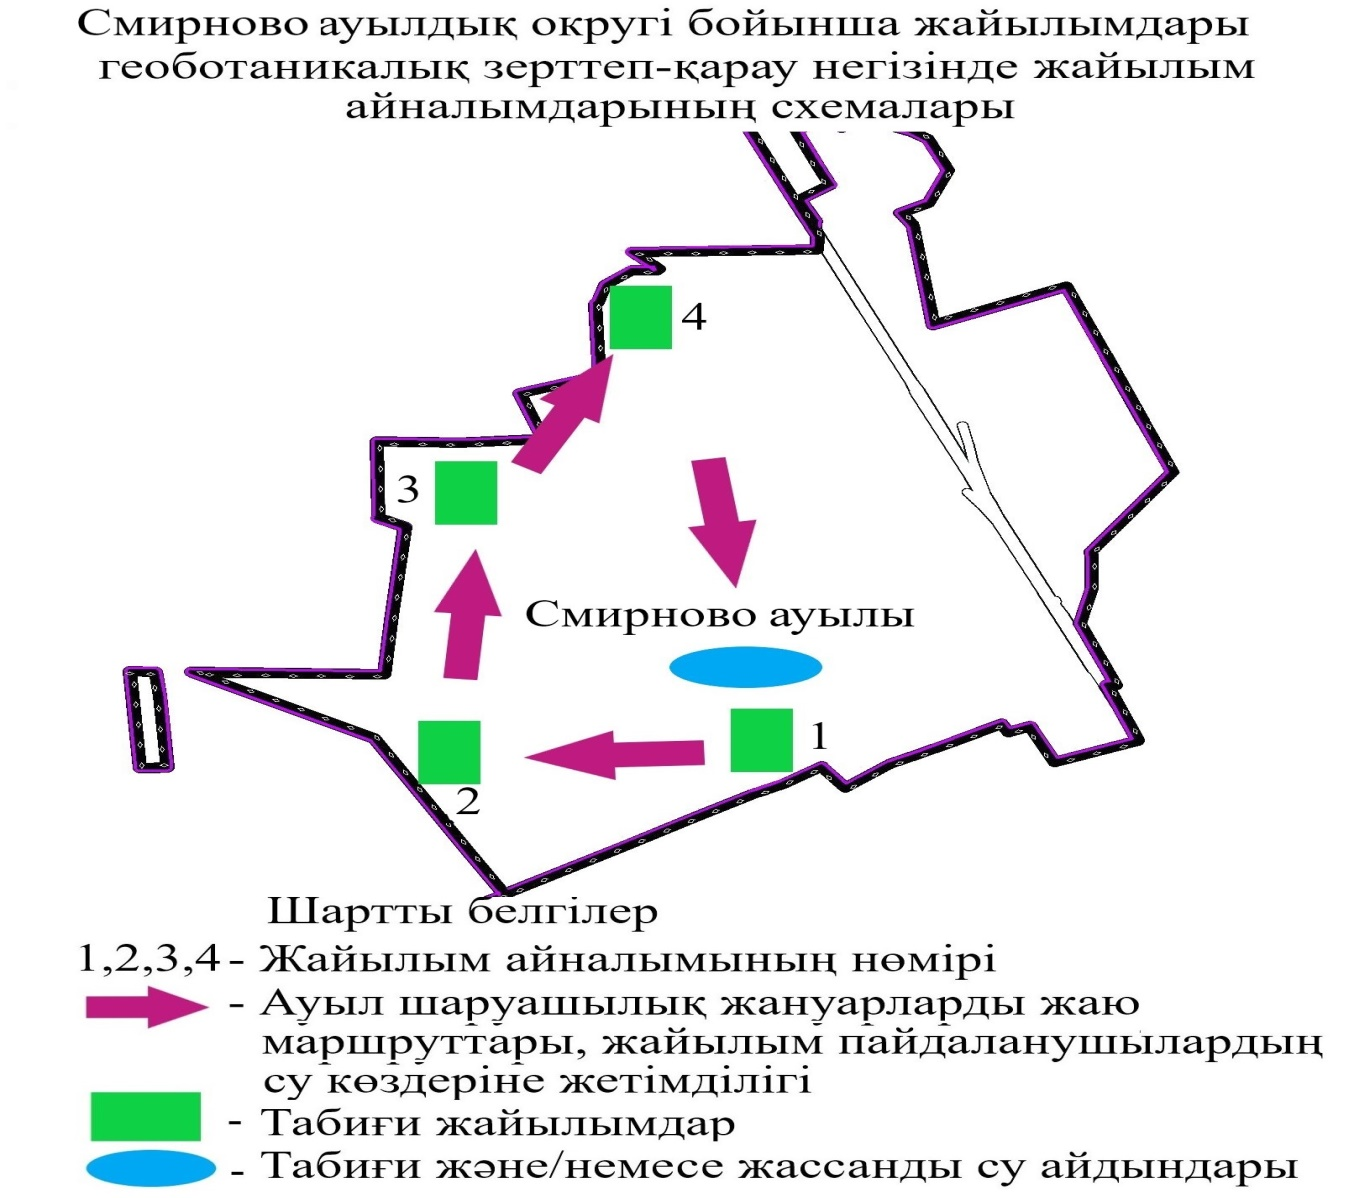 Смирново ауылдық округі бойынша жайылымдары
геоботаникалық зерттеп-қарау негізінде жайылым
айналымдарының схемалары
4
3
Смирново ауылы
1
2
Шартты белгілер
1,2,3,4 - Жайылым айналымының нөмірі
- Ауыл шаруашылық жануарларды жаю
маршруттары, жайылым пайдаланушылардың
су көздеріне жетімділігі
- Табиғи жайылымдар
- Табиғи және/немесе жассанды су айдындары